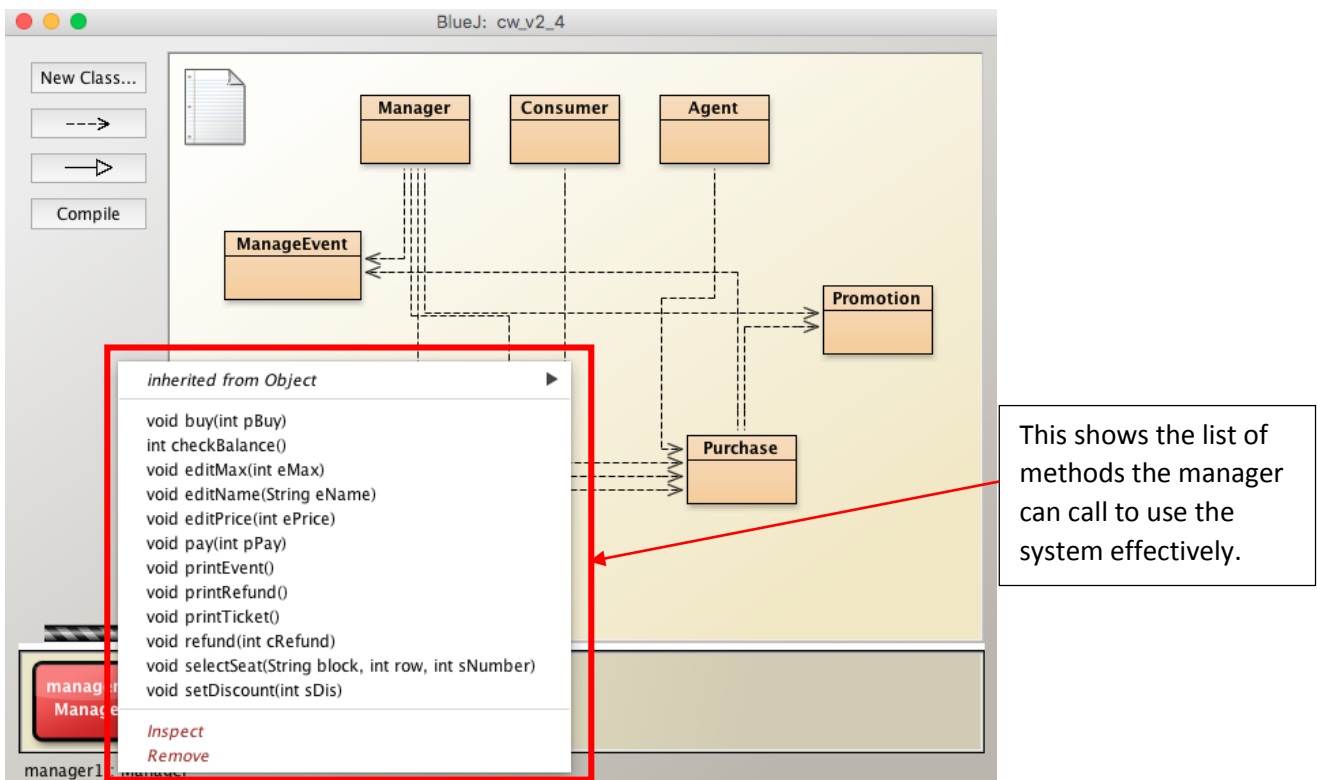 BlueJ: cw_v2_4
New Class...
Compile
Manager
Consumer
Agent
ManageEvent
Promotion
Purchase
inherited from Object
void buy(int pBuy)
int checkBalance()
void editMax(int eMax)
void editName(String eName)
void editPrice(int ePrice)
void pay(int pPay)
void printEvent()
void printRefund()
void printTicket()
void refund(int cRefund)
void selectSeat(String block, int row, int sNumber)
void setDiscount(int sDis)
Inspect
Remove
This shows the list of
methods the manager
can call to use the
system effectively.
manager1: Manager